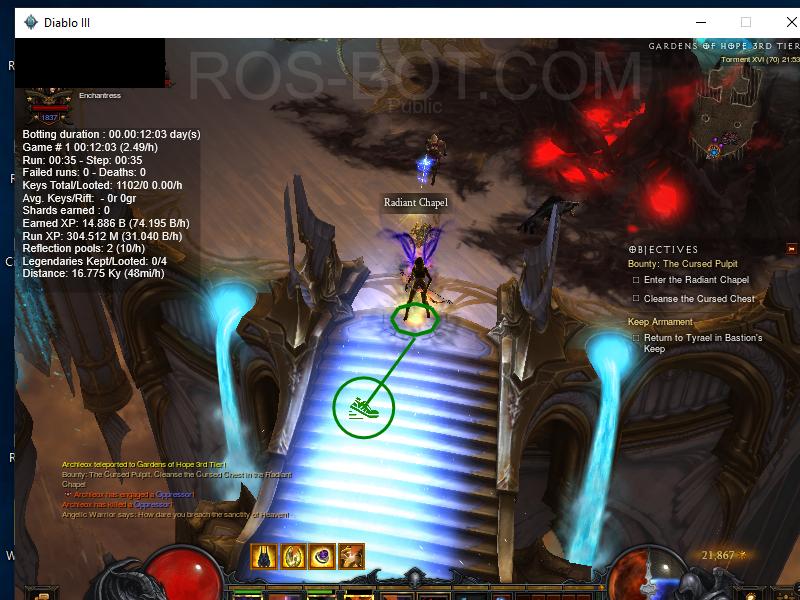 Diablo III
ROS-BOT.COM
GARDENS OF HOPE 3RD TIER
Torment XVI (70) 21:53
Public
Enchantress
1837
Botting duration : 00.00:12:03 day(s)
Game # 1 00:12:03 (2.49/h)
Run: 00:35 - Step: 00:35
Failed runs: 0 - Deaths: 0
Keys Total/Looted: 1102/0 0.00/h
Avg. Keys/Rift: - 0r 0gr
Shards earned : 0
Earned XP: 14.886 B (74.195 B/h)
Run XP: 304.512 M (31.040 B/h)
Reflection pools: 2 (10/h)
Legendaries Kept/Looted: 0/4
Distance: 16.775 Ky (48mi/h)
Radiant Chapel
OBJECTIVES
Bounty: The Cursed Pulpit
Enter the Radiant Chapel
Cleanse the Cursed Chest
Keep Armament
Return to Tyrael in Bastion's
Keep
Archleox teleported to Gardens of Hope 3rd Tier!
Bounty: The Cursed Pulpit. Cleanse the Cursed Chest in the Radiant
Chapel
Archleox has engaged a Oppressor!
Archleox has killed a Oppressor!
Angelic Warrior says: How dare you breach the sanctity of Heaven!
21,867